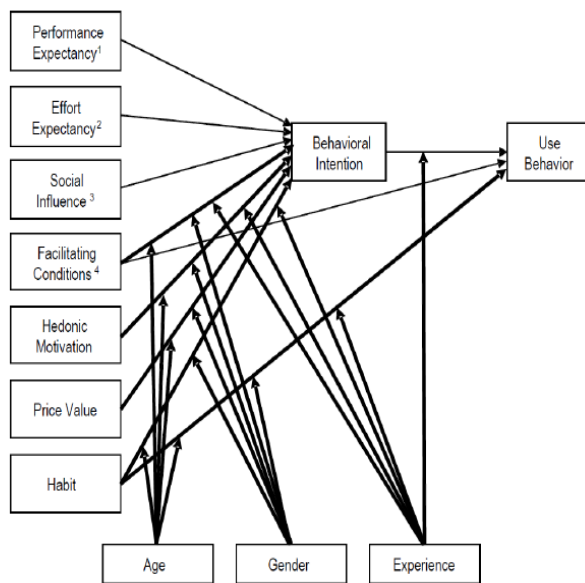 Performance
Expectancy¹
Effort
Expectancy²
Social
Influence ³
Facilitating
Conditions ⁴
Hedonic
Motivation
Price Value
Habit
Behavioral
Intention
Use
Behavior
Age
Gender
Experience